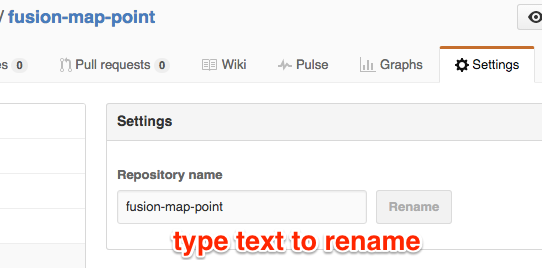 / fusion-map-point
es 0 Pull requests 0 Wiki Pulse Graphs Settings
Settings
Repository name
fusion-map-point Rename
type text to rename